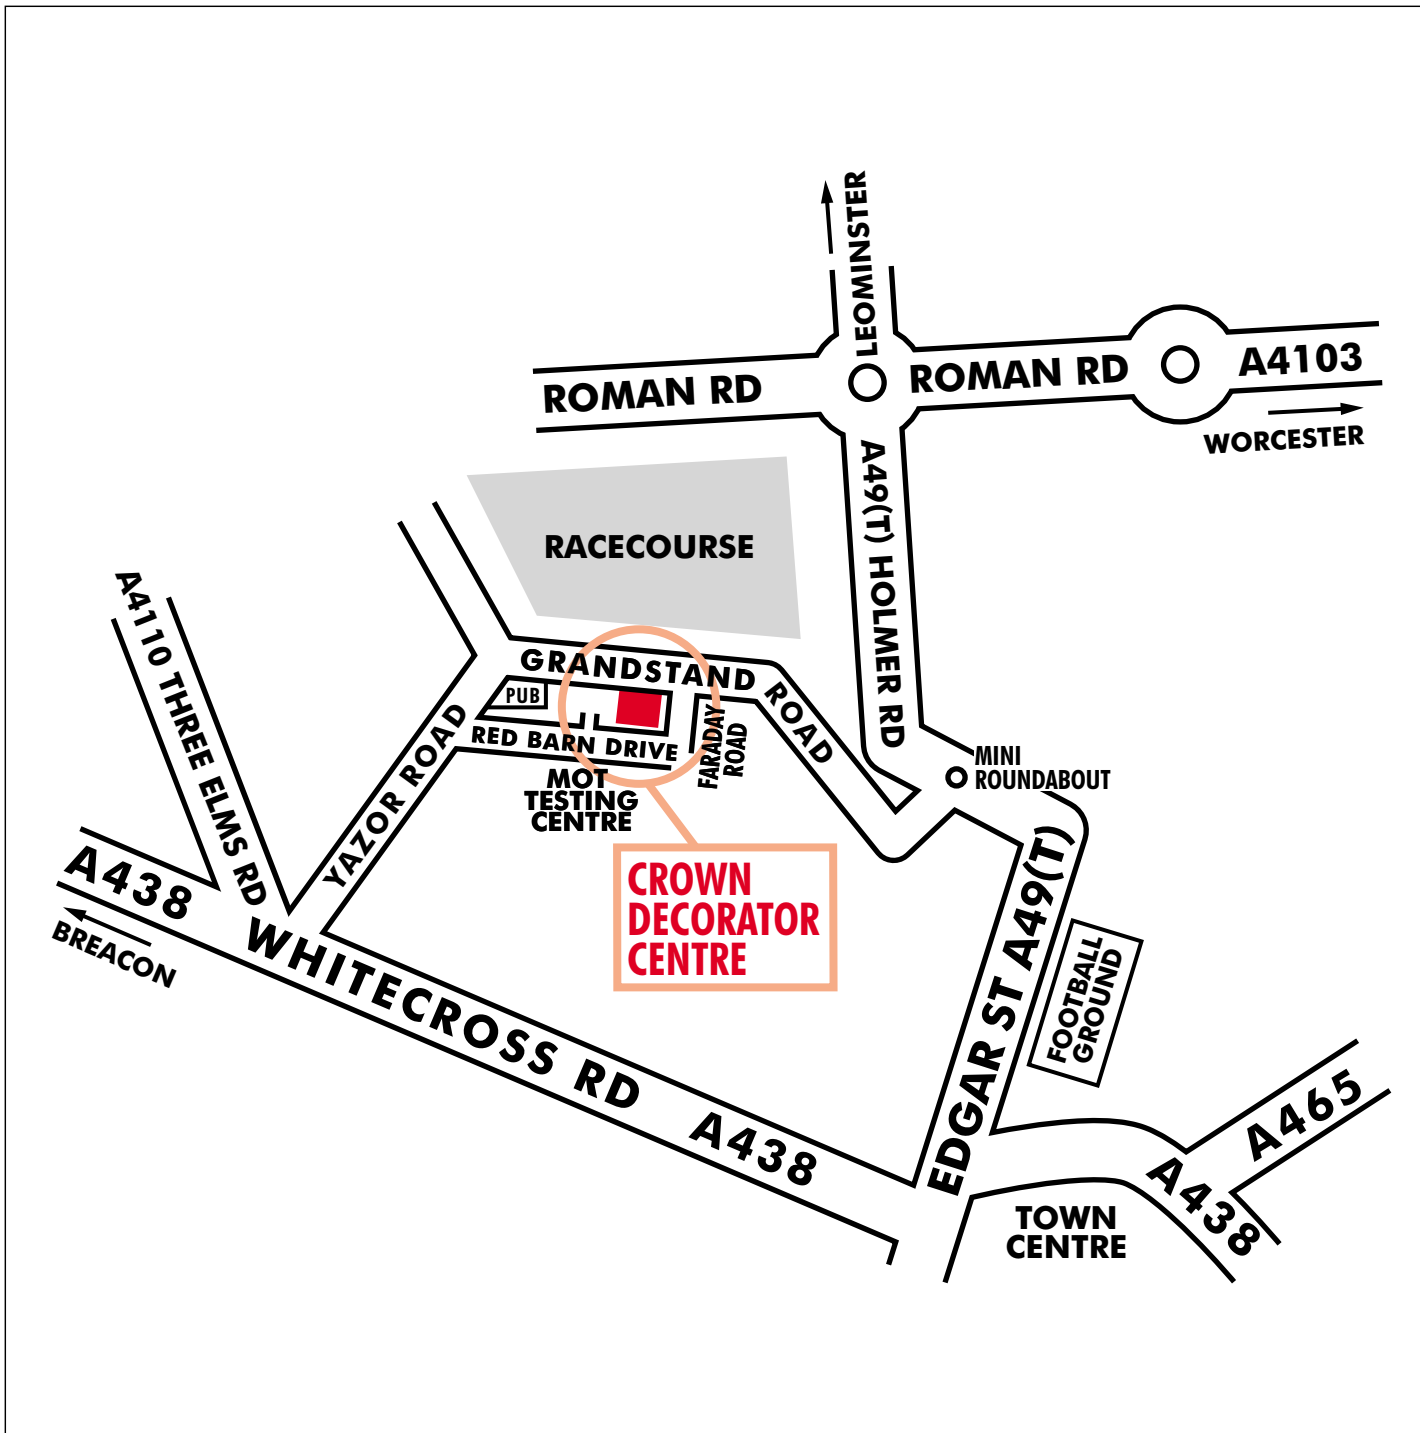 LEOMINSTER
ROMAN RD
ROMAN RD
A4103
WORCESTER
A49(T) HOLMER RD
RACECOURSE
A4110 THREE ELMS RD
GRANDSTAND ROAD
PUB
RED BARN DRIVE
FARADAY
ROAD
YAZOR ROAD
MOT
TESTING
CENTRE
MINI
ROUNDABOUT
CROWN
DECORATOR
CENTRE
A438
BREACON
WHITECROSS RD
A438
EDGAR ST A49(T)
FOOTBALL
GROUND
A465
A438
TOWN
CENTRE